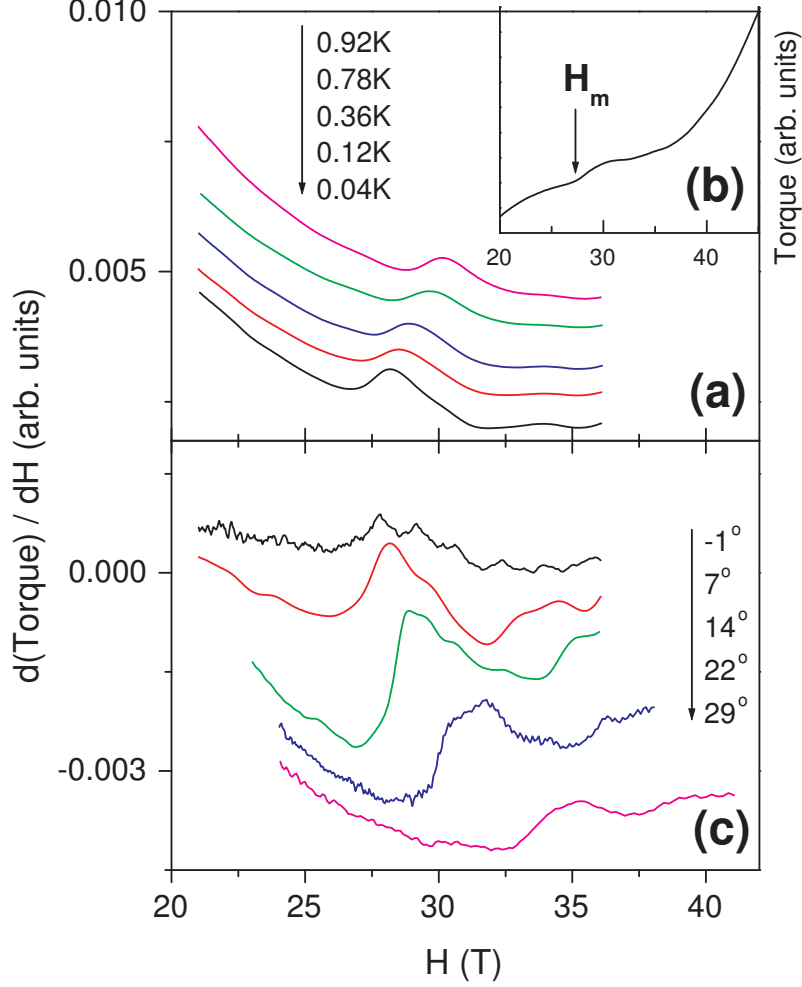 0.010
0.92K
0.78K
0.36K
0.12K
0.04K
H_m
(b)
Torque (arb. units)
20 30 40
0.005
(a)
d(Torque) / dH (arb. units)
-1°
7°
14°
22°
29°
0.000
-0.003
(c)
20 25 30 35 40
H (T)